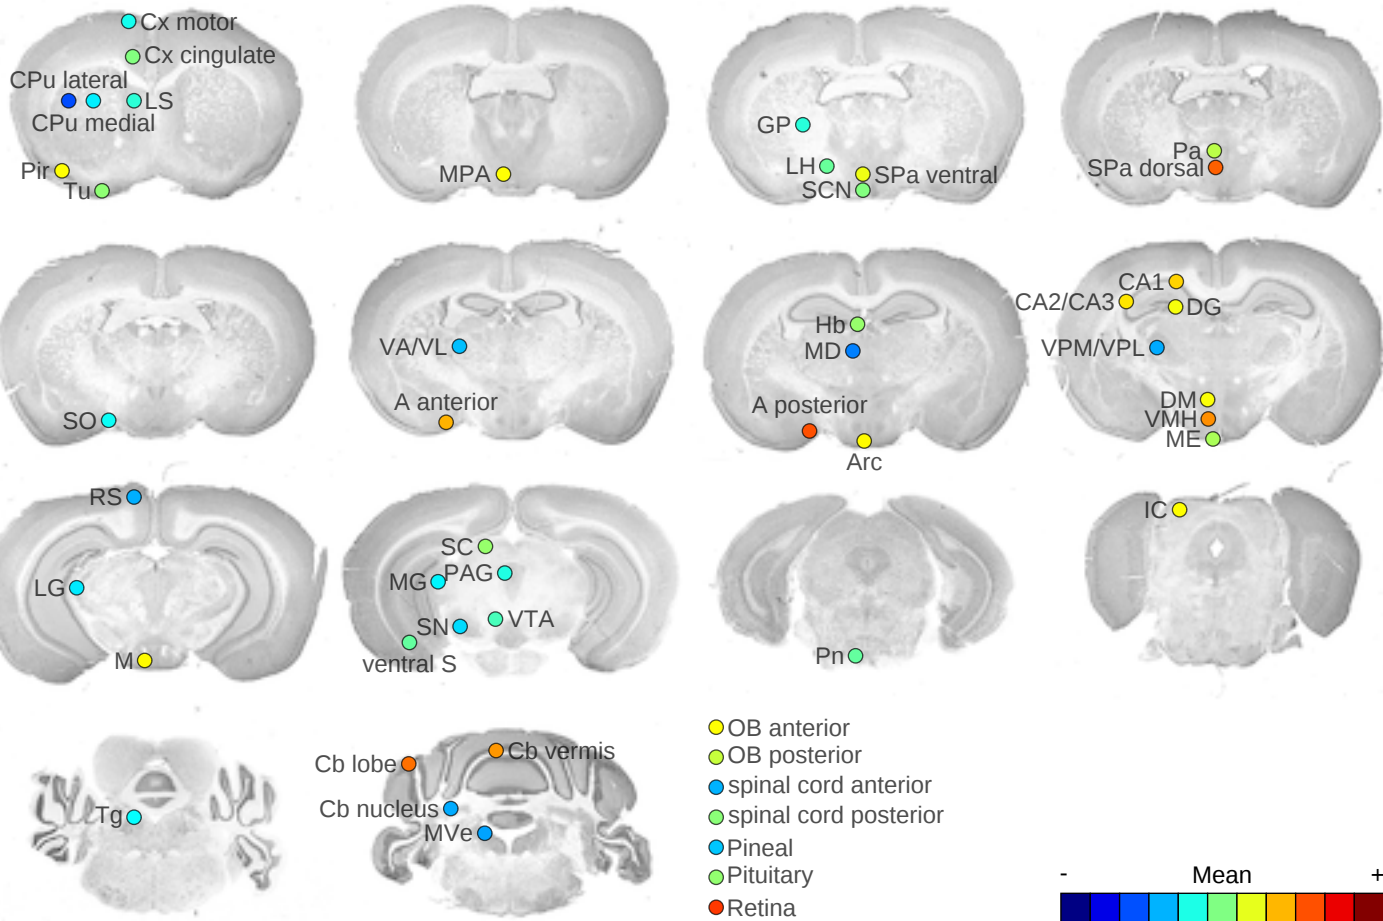 Cx motor
Cx cingulate
CPu lateral
LS
CPu medial
Pir
Tu
MPA
GP
LH
SPa ventral
SCN
Pa
SPa dorsal
SO
VA/VL
A anterior
Hb
MD
A posterior
Arc
CA1
CA2/CA3
DG
VPM/VPL
DM
VMH
ME
RS
LG
M
SC
PAG
MG
VTA
SN
ventral S
Pn
IC
Tg
Cb lobe
Cb vermis
Cb nucleus
MVe
OB anterior
OB posterior
spinal cord anterior
spinal cord posterior
Pineal
Pituitary
Retina
- Mean +